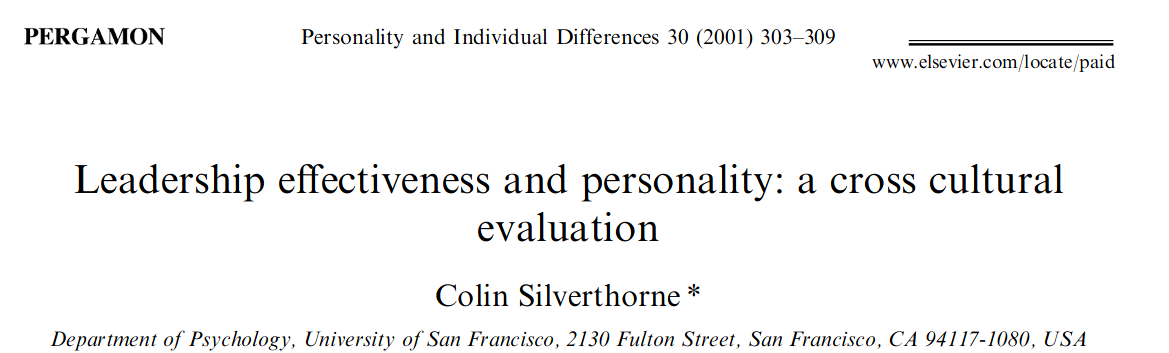 PERGAMON
Personality and Individual Differences 30 (2001) 303–309
www.elsevier.com/locate/paid
Leadership effectiveness and personality: a cross cultural
evaluation
Colin Silverthorne *
Department of Psychology, University of San Francisco, 2130 Fulton Street, San Francisco, CA 94117-1080, USA